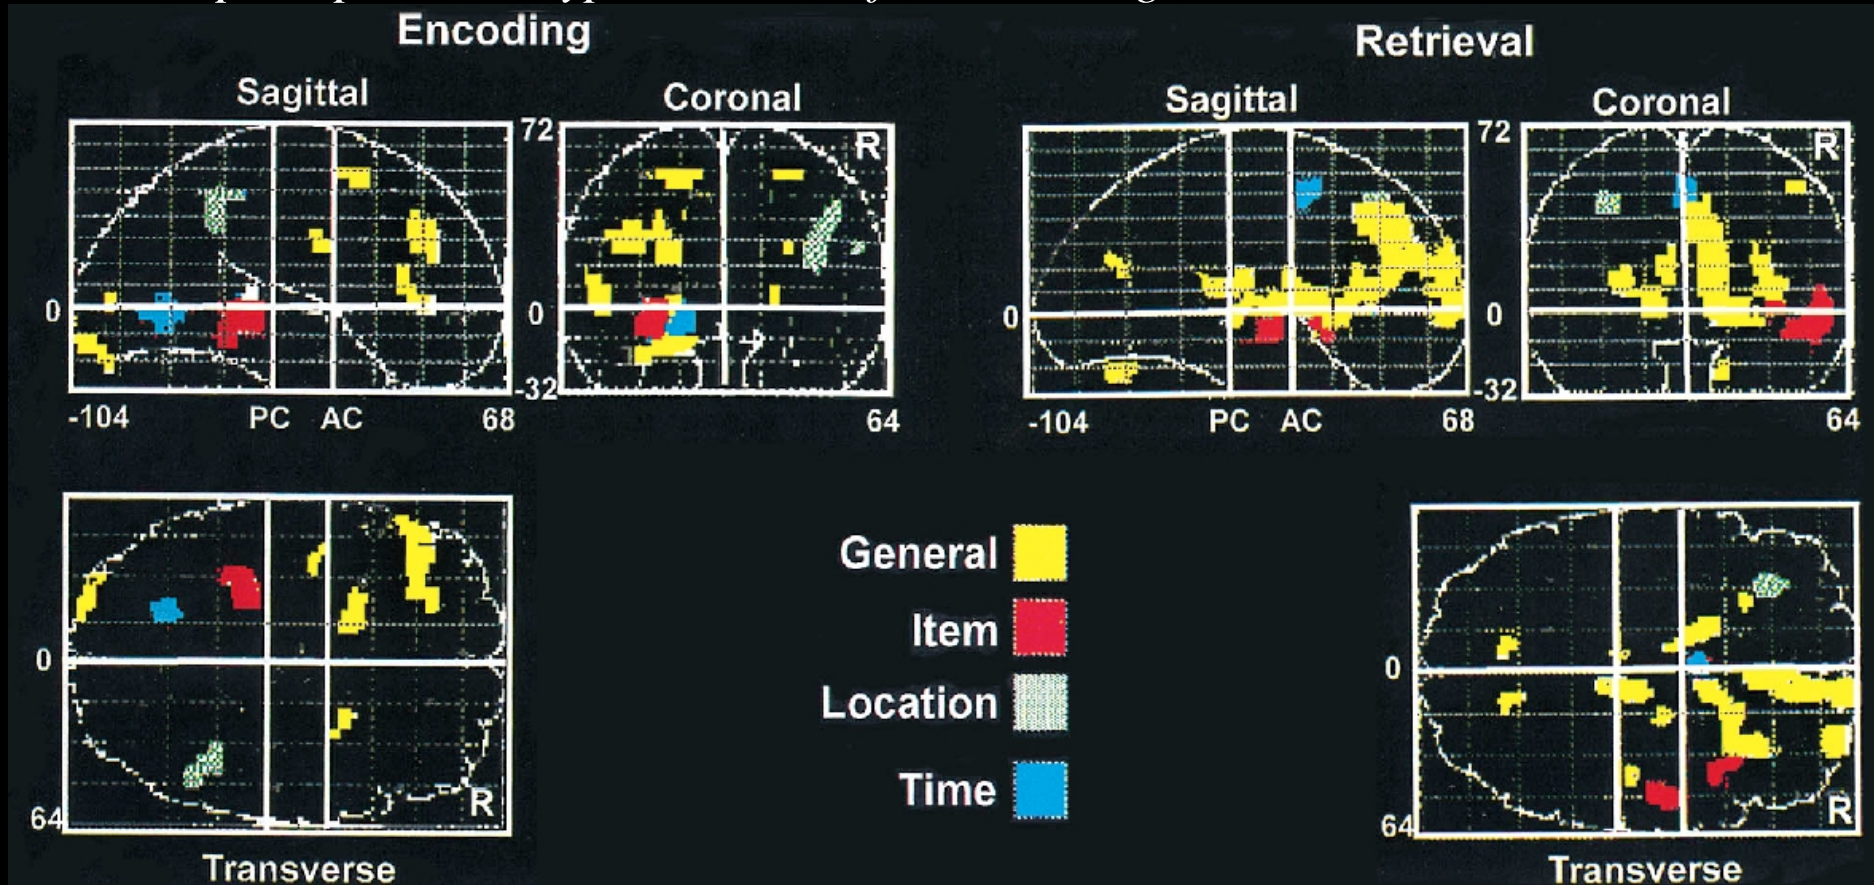 Encoding
Retrieval
Sagittal
Coronal
Sagittal
Coronal
72
R
72
R
0
0
0
0
-32
-32
-104 PC AC 68
64
-104 PC AC 68
64
General
Item
Location
Time
0
64
R
0
64
R
Transverse
Transverse